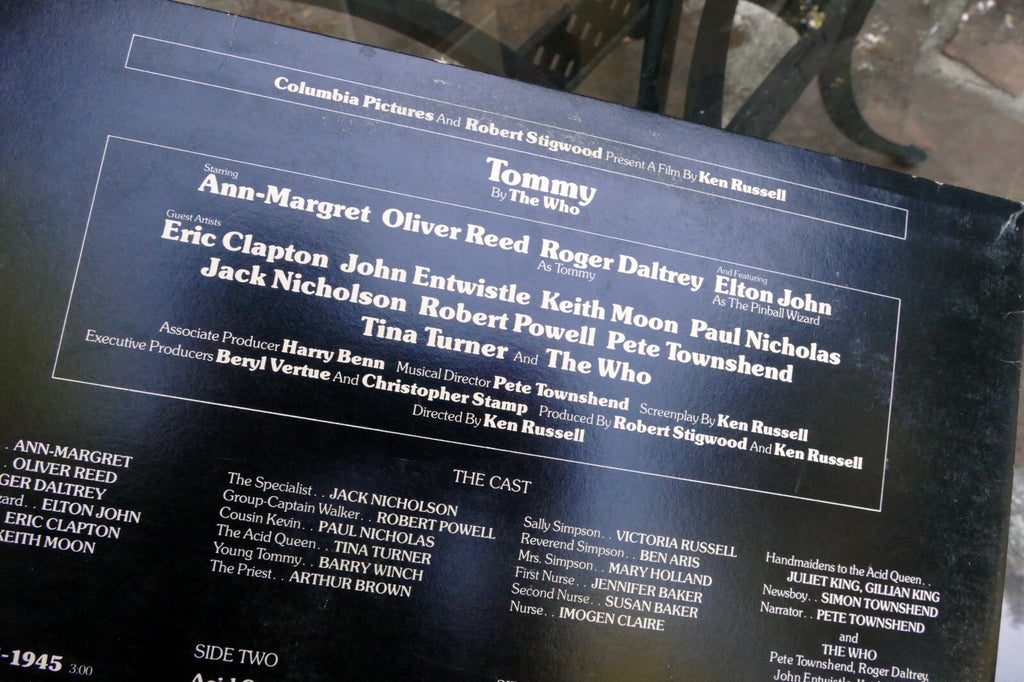 Columbia Pictures And Robert Stigwood Present A Film By Ken Russell
Tommy
By The Who
Starring
Ann-Margret Oliver Reed Roger Daltrey
As Tommy
And Featuring
Elton John
As The Pinball Wizard
Guest Artists
Eric Clapton John Entwistle Keith Moon Paul Nicholas
Jack Nicholson Robert Powell Pete Townshend
Tina Turner And The Who
Associate Producer Harry Benn Musical Director Pete Townshend Screenplay By Ken Russell
Executive Producers Beryl Vertue And Christopher Stamp Produced By Robert Stigwood And Ken Russell
Directed By Ken Russell
THE CAST
. ANN-MARGRET
. . OLIVER REED
GER DALTREY
zard . . ELTON JOHN
ERIC CLAPTON
KEITH MOON
The Specialist . . JACK NICHOLSON
Group-Captain Walker . . ROBERT POWELL
Cousin Kevin . . PAUL NICHOLAS
The Acid Queen . . TINA TURNER
Young Tommy . . BARRY WINCH
The Priest . . ARTHUR BROWN
Sally Simpson . . VICTORIA RUSSELL
Reverend Simpson . . BEN ARIS
Mrs. Simpson . . MARY HOLLAND
First Nurse . . JENNIFER BAKER
Second Nurse . . SUSAN BAKER
Nurse . . IMOGEN CLAIRE
Handmaidens to the Acid Queen . .
JULIET KING, GILLIAN KING
Newsboy . . SIMON TOWNSHEND
Narrator . . PETE TOWNSHEND
and
THE WHO
Pete Townshend, Roger Daltrey,
John Entwistle,
-1945 3:00
SIDE TWO